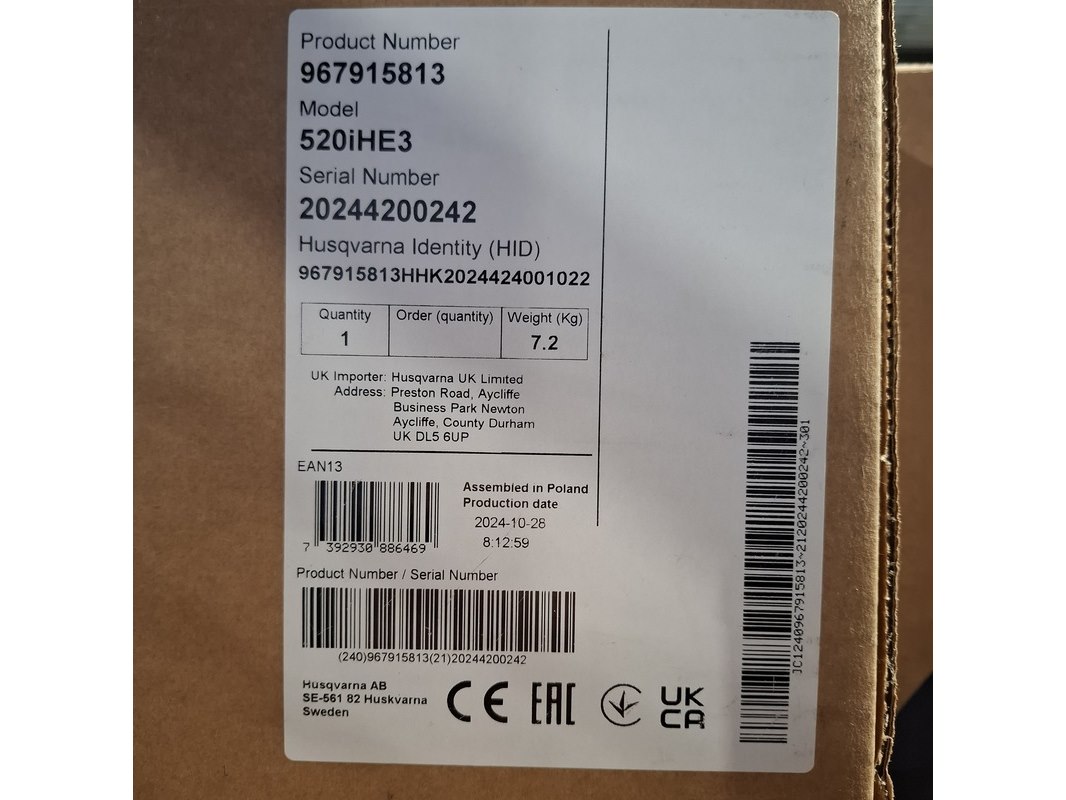 Product Number
967915813
Model
520iHE3
Serial Number
20244200242
Husqvarna Identity (HID)
967915813HHK2024424001022
Quantity Order (quantity) Weight (Kg)
1 7.2
UK Importer: Husqvarna UK Limited
Address: Preston Road, Aycliffe
Business Park Newton
Aycliffe, County Durham
UK DL5 6UP
EAN13
Assembled in Poland
Production date
2024-10-28
8:12:59
7 392930 886469
Product Number / Serial Number
(240)967915813(21)20244200242
Husqvarna AB
SE-561 82 Huskvarna
Sweden
CE EAC UK
CA
JC1240967915813~2120244200242~301